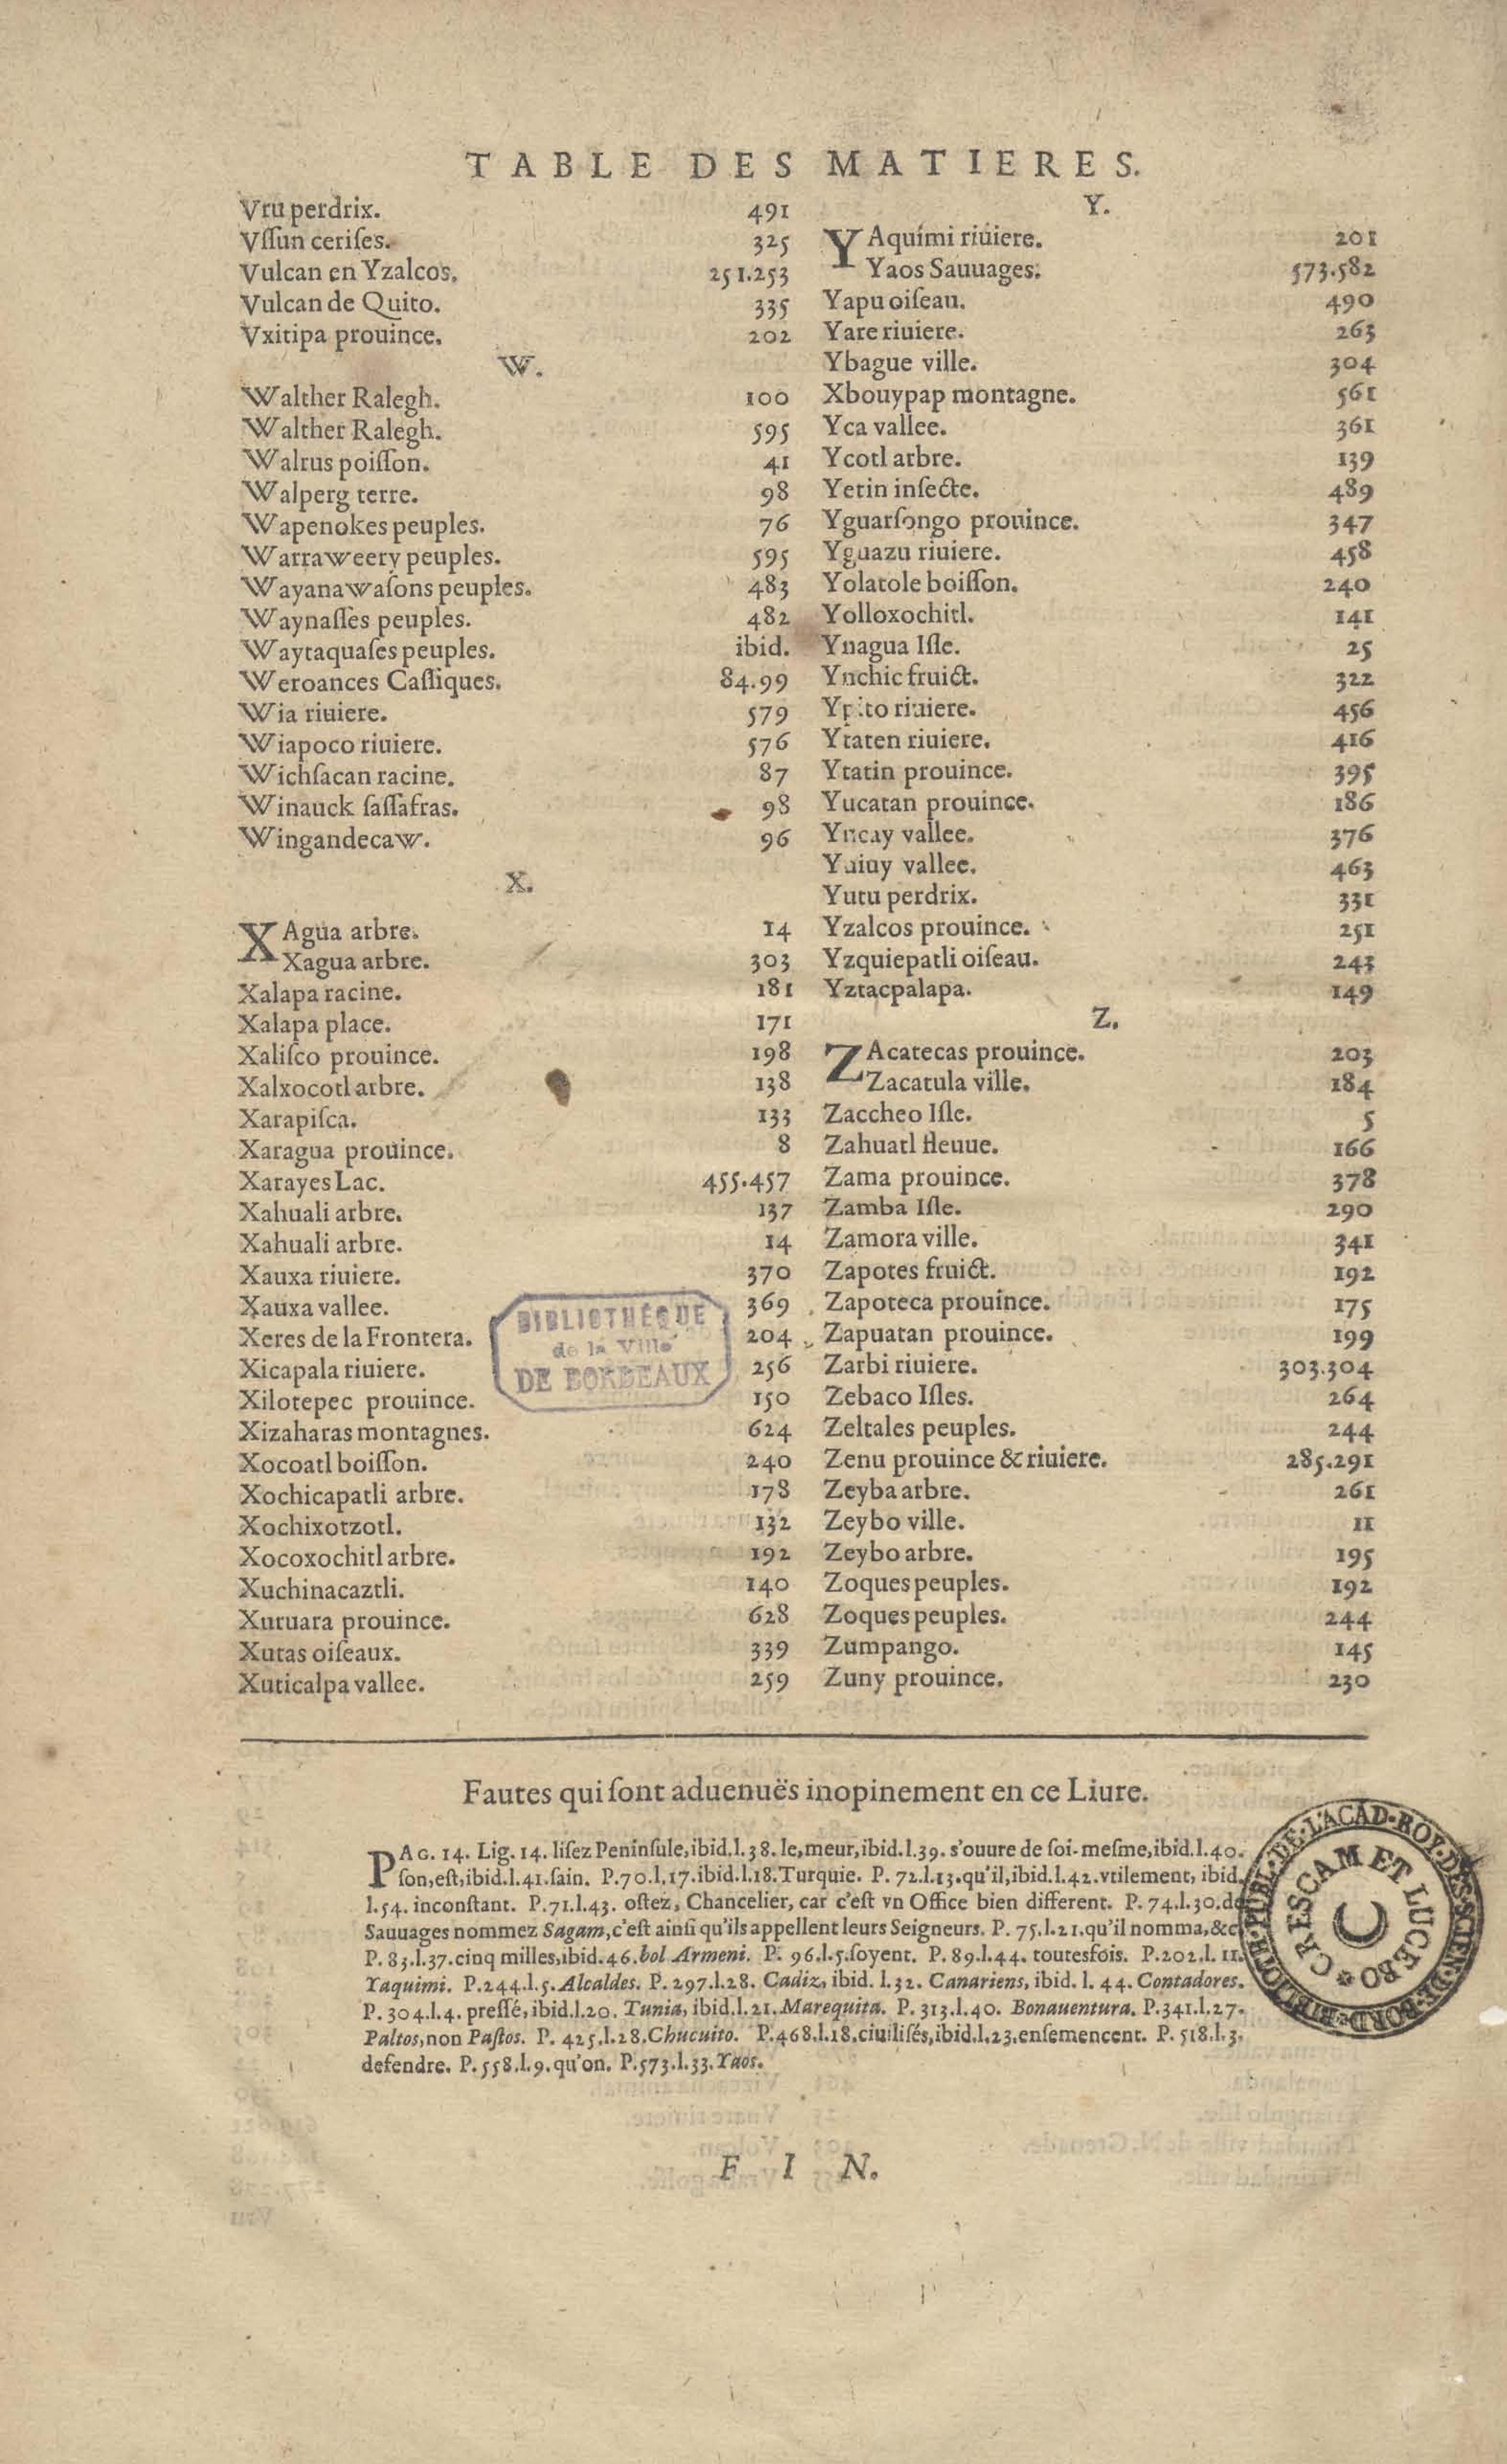 TABLE DES MATIERES.
Vru perdrix. 491
Vſſun ceriſes. 325
Vulcan en Yzalcos. 251.253
Vulcan de Quito. 335
Vxitipa prouince. 202
W.
Walther Ralegh. 100
Walther Ralegh. 595
Walrus poiſſon. 41
Walperg terre. 98
Wapenokes peuples. 76
Warraweery peuples. 595
Wayanawaſons peuples. 483
Waynaſſes peuples. 482
Waytaquaſes peuples. ibid.
Weroances Caſſiques. 84.99
Wia riuiere. 579
Wiapoco riuiere. 576
Wichſacan racine. 87
Winauck ſaſſafras. 98
Wingandecaw. 96
X.
XAgua arbre. 14
Xagua arbre. 303
Xalapa racine. 181
Xalapa place. 171
Xaliſco prouince. 198
Xalxocotl arbre. 138
Xarapiſca. 133
Xaragua prouince. 8
Xarayes Lac. 455.457
Xahuali arbre. 137
Xahuali arbre. 14
Xauxa riuiere. 370
Xauxa vallee. 369
Xeres de la Frontera. 204
Xicapala riuiere. 256
Xilotepec prouince. 150
Xizaharas montagnes. 624
Xocoatl boiſſon. 240
Xochicapatli arbre. 178
Xochixotzotl. 132
Xocoxochitl arbre. 192
Xuchinacaztli. 140
Xuruara prouince. 628
Xutas oiſeaux. 339
Xuticalpa vallee. 259
Y.
YAquimi riuiere. 201
Yaos Sauuages. 573.582
Yapu oiſeau. 490
Yare riuiere. 263
Ybague ville. 304
Xbouypap montagne. 561
Yca vallee. 361
Ycotl arbre. 139
Yetin inſecte. 489
Yguarſongo prouince. 347
Yguazu riuiere. 458
Yolatole boiſſon. 240
Yolloxochitl. 141
Ynagua Iſle. 25
Ynchic fruict. 322
riuiere. 456
Ytaten riuiere. 416
Ytatin prouince. 395
Yucatan prouince. 186
Yncay vallee. 376
vallee. 463
Yutu perdrix. 331
Yzalcos prouince. 251
Yzquiepatli oiſeau. 243
Yztacpalapa. 149
Z.
ZAcatecas prouince. 203
Zacatula ville. 184
Zaccheo Iſle. 5
Zahuatl fleuue. 166
Zama prouince. 378
Zamba Iſle. 290
Zamora ville. 341
Zapotes fruict. 192
Zapoteca prouince. 175
Zapuatan prouince. 199
Zarbi riuiere. 303.304
Zebaco Iſles. 264
Zeltales peuples. 244
Zenu prouince & riuiere. 285.291
Zeyba arbre. 261
Zeybo ville. 11
Zeybo arbre. 195
Zoques peuples. 192
Zoques peuples. 244
Zumpango. 145
Zuny prouince. 230
BIBLIOTHÉQUE
de la Ville
DE BORDEAUX
Fautes qui ſont aduenuës inopinement en ce Liure.
PAG. 14. Lig. 14. liſez Peninſule, ibid. l. 38. le, meur, ibid. l. 39. s'ouure de ſoi-meſme, ibid. l. 40.
ſon, eſt, ibid. l. 41. ſain. P. 70. l. 17. ibid. l. 18. Turquie. P. 72. l. 13. qu'il, ibid. l. 42. vtilement, ibid.
l. 54. inconſtant. P. 71. l. 43. oſtez, Chancelier, car c'eſt vn Office bien different. P. 74. l. 30. de
Sauuages nommez Sagam, c'eſt ainſi qu'ils appellent leurs Seigneurs. P. 75. l. 21. qu'il nomma, &c
P. 83. l. 37. cinq milles, ibid. 46. bol Armeni. P. 96. l. 5. ſoyent. P. 89. l. 44. toutesfois. P. 202. l. 11.
Yaquimi. P. 244. l. 5. Alcaldes. P. 297. l. 28. Cadiz, ibid. l. 32. Canariens, ibid. l. 44. Contadores.
P. 304. l. 4. preſſé, ibid. l. 20. Tunia, ibid. l. 21. Marequita. P. 313. l. 40. Bonauentura. P. 341. l. 27.
Paltos, non Paſtos. P. 425. l. 28. Chucuito. P. 468. l. 18. ciuiliſés, ibid. l. 23. enſemencent. P. 518. l. 3.
defendre. P. 558. l. 9. qu'on. P. 573. l. 33. Yaos.
BIBLIOT. PUBL. DE L'ACAD. ROY. DES SCIEN. DE BORD.
CRESCAM ET LUCEBO
FIN.